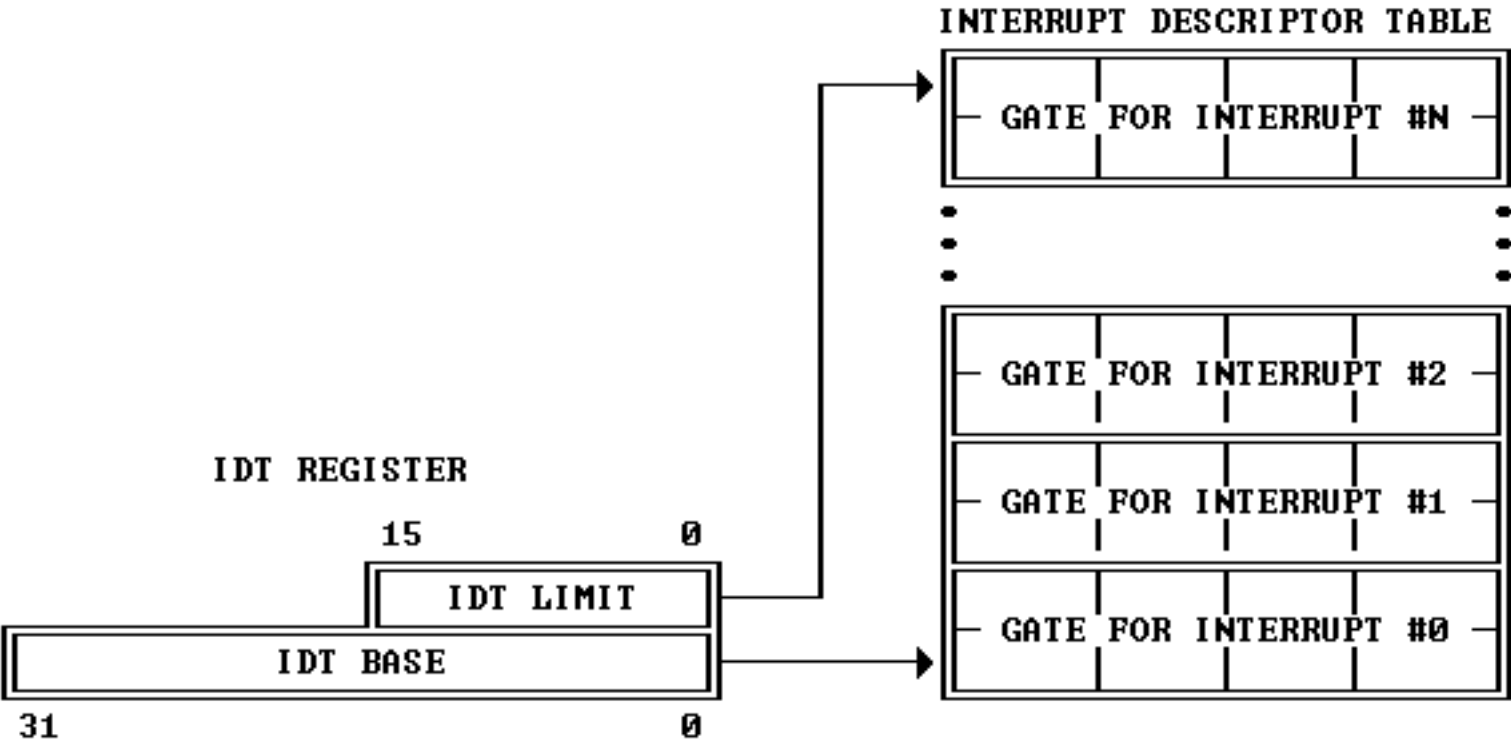 INTERRUPT DESCRIPTOR TABLE
GATE FOR INTERRUPT #N
GATE FOR INTERRUPT #2
IDT REGISTER
GATE FOR INTERRUPT #1
15 0
IDT LIMIT
GATE FOR INTERRUPT #0
IDT BASE
31 0